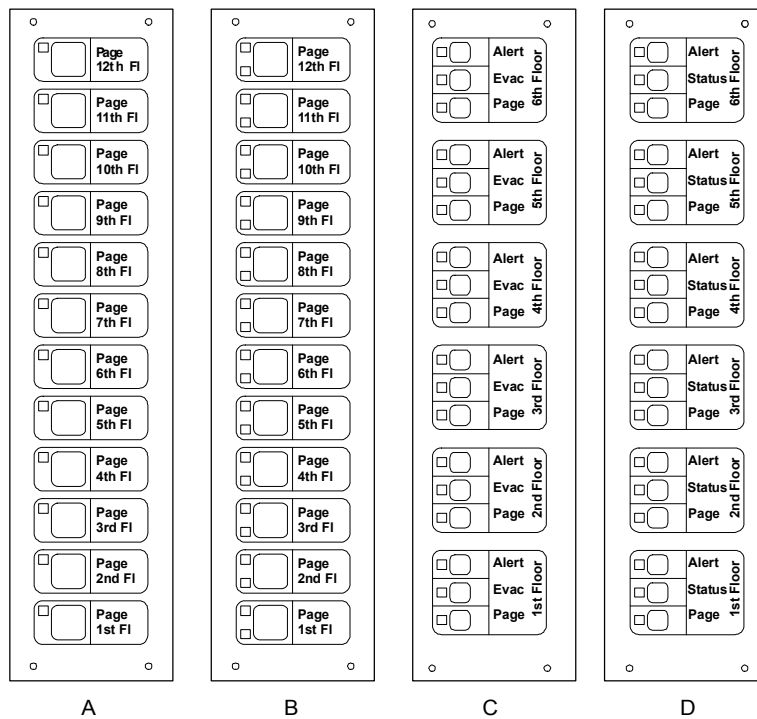 Page
12th Fl
Page
11th Fl
Page
10th Fl
Page
9th Fl
Page
8th Fl
Page
7th Fl
Page
6th Fl
Page
5th Fl
Page
4th Fl
Page
3rd Fl
Page
2nd Fl
Page
1st Fl
A
Page
12th Fl
Page
11th Fl
Page
10th Fl
Page
9th Fl
Page
8th Fl
Page
7th Fl
Page
6th Fl
Page
5th Fl
Page
4th Fl
Page
3rd Fl
Page
2nd Fl
Page
1st Fl
B
Alert
Evac
Page
6th Floor
Alert
Evac
Page
5th Floor
Alert
Evac
Page
4th Floor
Alert
Evac
Page
3rd Floor
Alert
Evac
Page
2nd Floor
Alert
Evac
Page
1st Floor
C
Alert
Status
Page
6th Floor
Alert
Status
Page
5th Floor
Alert
Status
Page
4th Floor
Alert
Status
Page
3rd Floor
Alert
Status
Page
2nd Floor
Alert
Status
Page
1st Floor
D